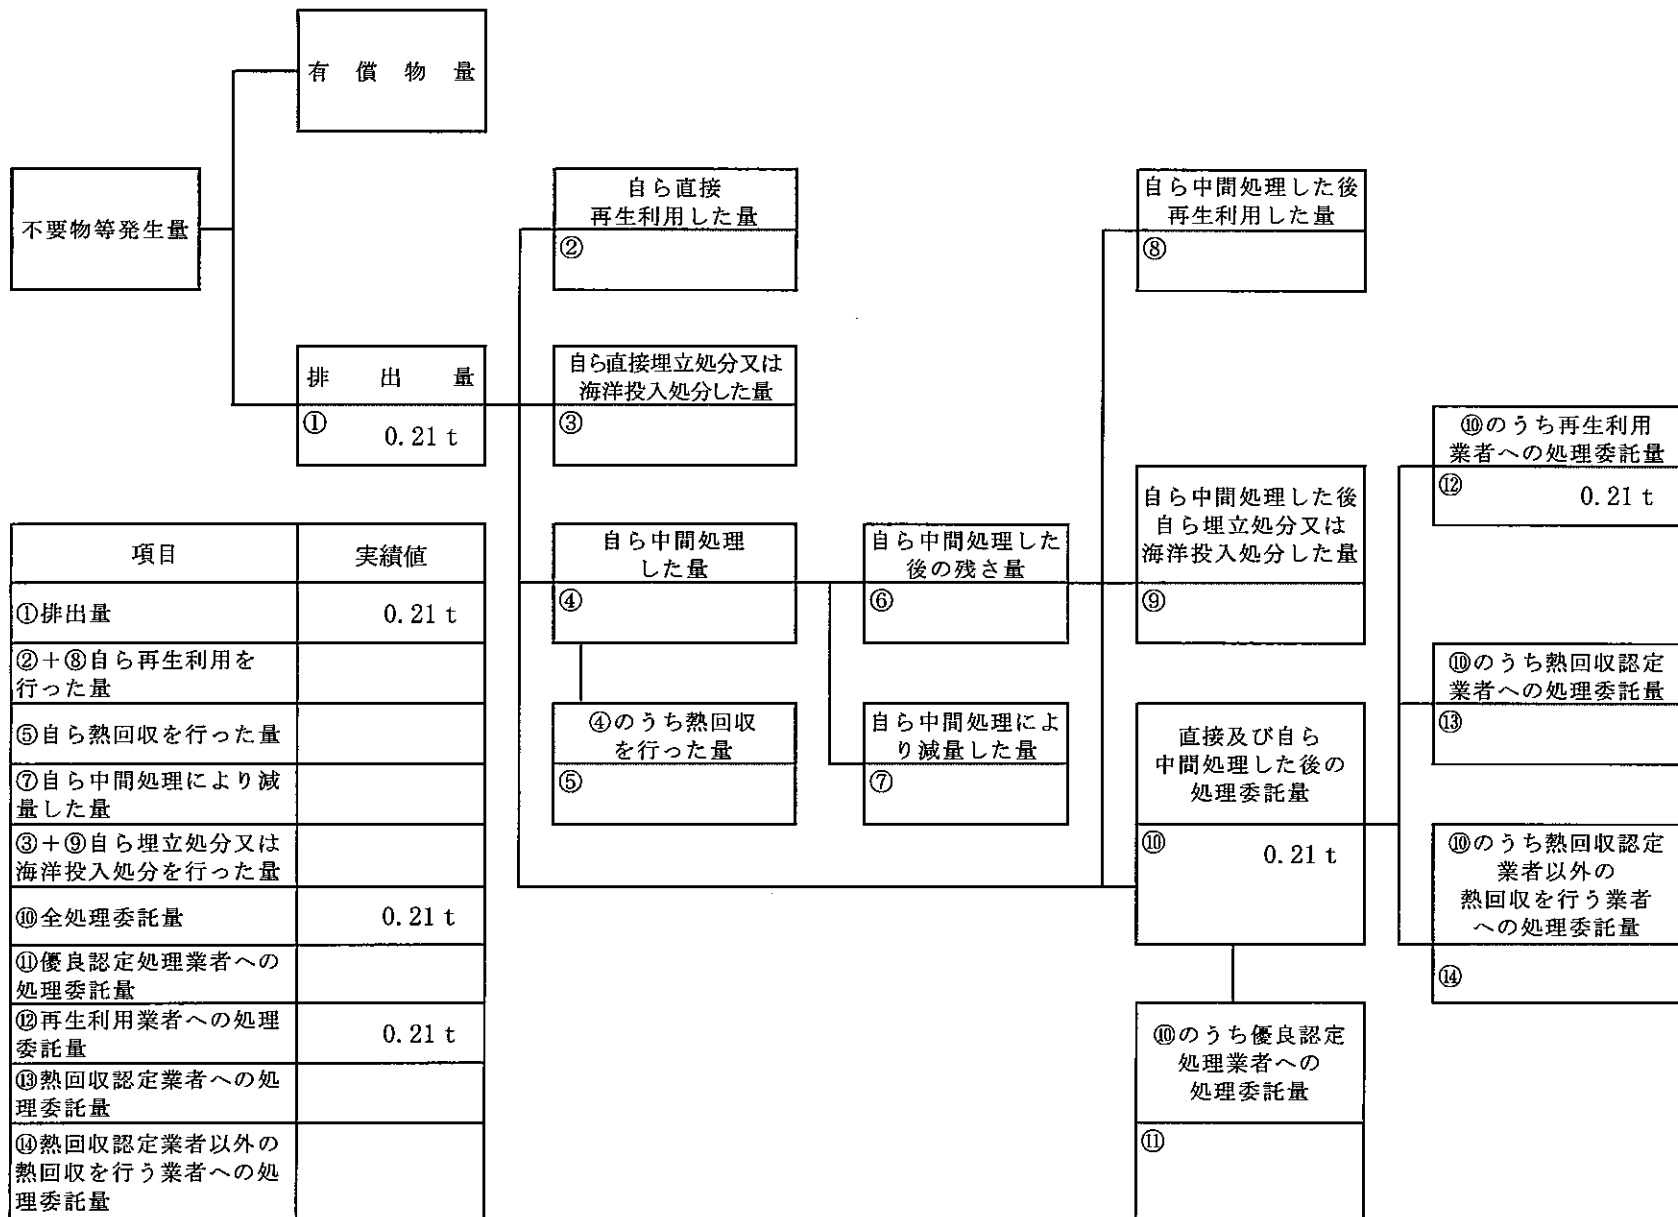 有償物量
不要物等発生量
排出量
①
0.21 t
自ら直接
再生利用した量
②
自ら直接埋立処分又は
海洋投入処分した量
③
自ら中間処理
した量
④
④のうち熱回収
を行った量
⑤
自ら中間処理した
後の残さ量
⑥
自ら中間処理によ
り減量した量
⑦
自ら中間処理した後
再生利用した量
⑧
自ら中間処理した後
自ら埋立処分又は
海洋投入処分した量
⑨
直接及び自ら
中間処理した後の
処理委託量
⑩
0.21 t
⑩のうち優良認定
処理業者への
処理委託量
⑪
⑩のうち再生利用
業者への処理委託量
⑫
0.21 t
⑩のうち熱回収認定
業者への処理委託量
⑬
⑩のうち熱回収認定
業者以外の
熱回収を行う業者
への処理委託量
⑭
項目 実績値
①排出量 0.21 t
②+⑧自ら再生利用を
行った量
⑤自ら熱回収を行った量
⑦自ら中間処理により減
量した量
③+⑨自ら埋立処分又は
海洋投入処分を行った量
⑩全処理委託量 0.21 t
⑪優良認定処理業者への
処理委託量
⑫再生利用業者への処理
委託量 0.21 t
⑬熱回収認定業者への処
理委託量
⑭熱回収認定業者以外の
熱回収を行う業者への処
理委託量